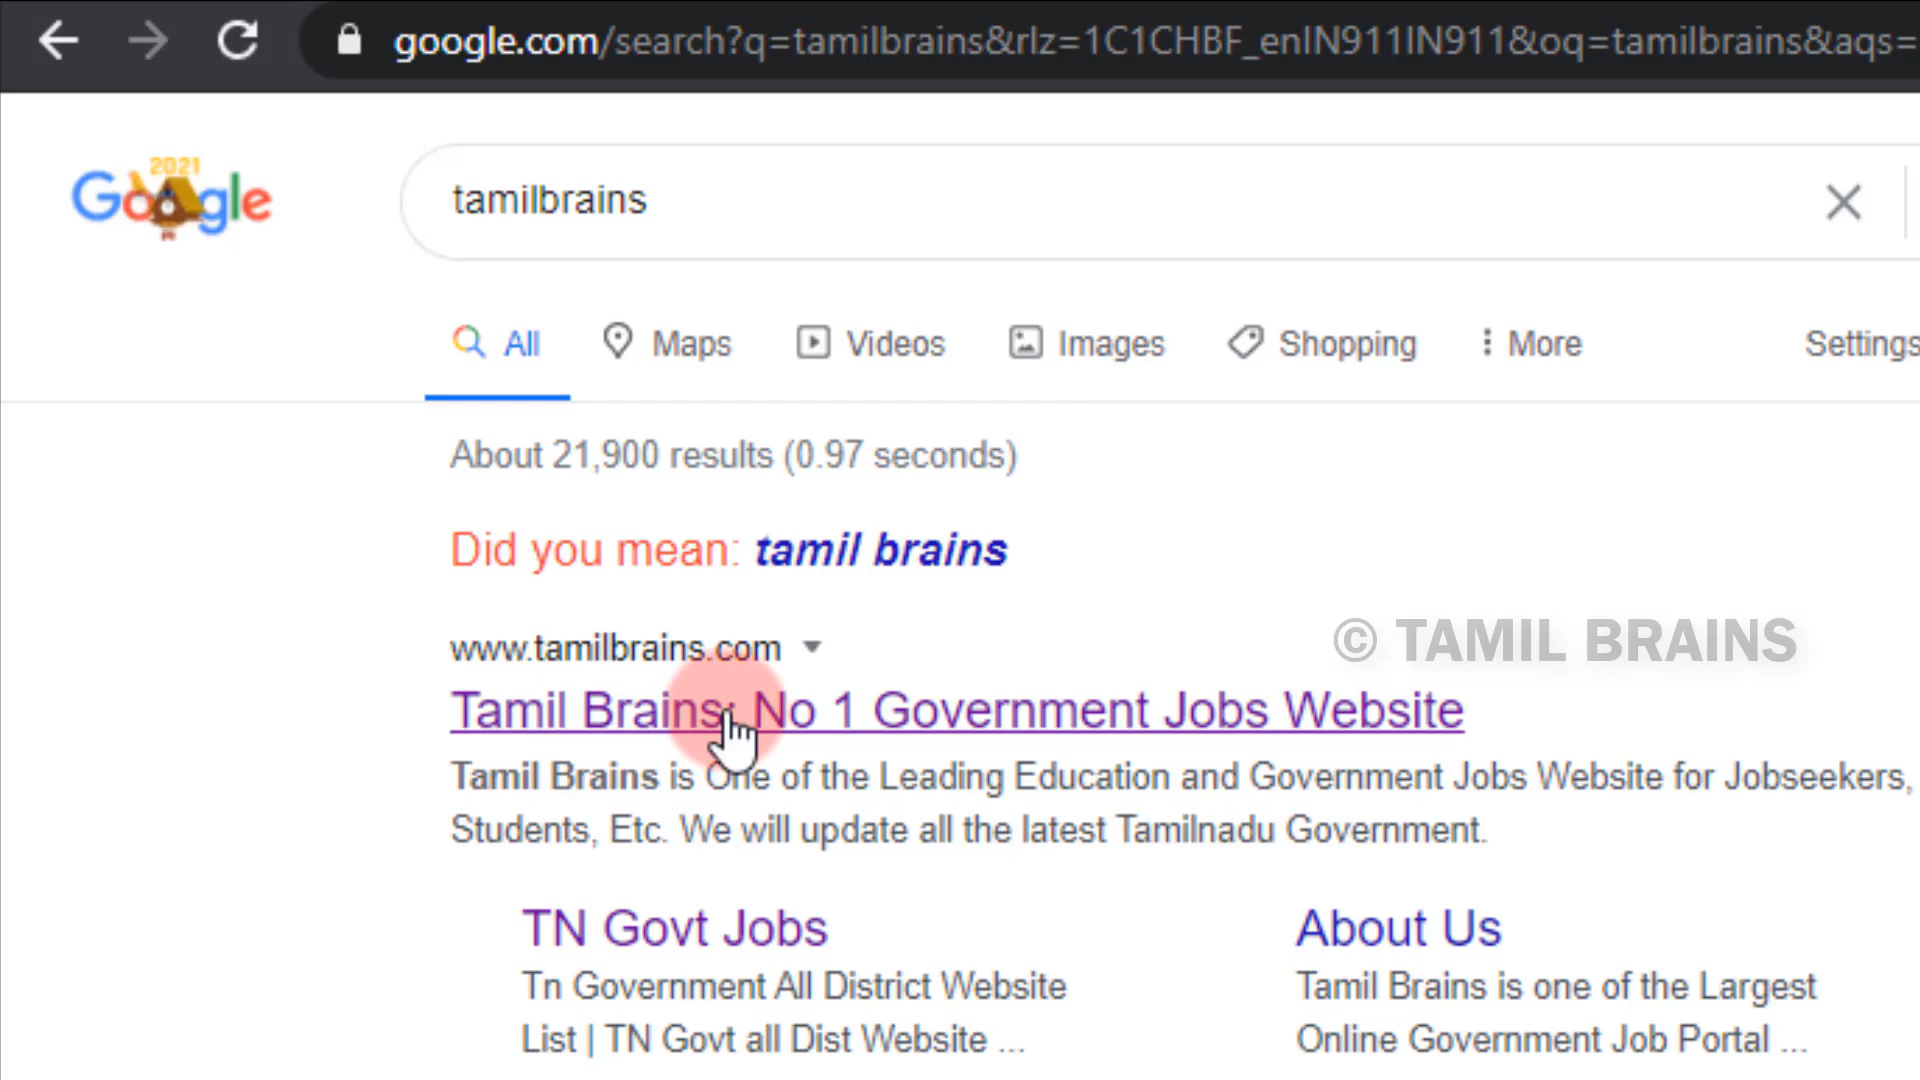 google.com/search?q=tamilbrains&rlz=1C1CHBF_enIN911IN911&oq=tamilbrains&aqs=
2021
Google
tamilbrains
All Maps Videos Images Shopping More Settings
About 21,900 results (0.97 seconds)
Did you mean: tamil brains
www.tamilbrains.com
© TAMIL BRAINS
Tamil Brains: No 1 Government Jobs Website
Tamil Brains is One of the Leading Education and Government Jobs Website for Jobseekers,
Students, Etc. We will update all the latest Tamilnadu Government.
TN Govt Jobs
Tn Government All District Website
List | TN Govt all Dist Website ...
About Us
Tamil Brains is one of the Largest
Online Government Job Portal ...